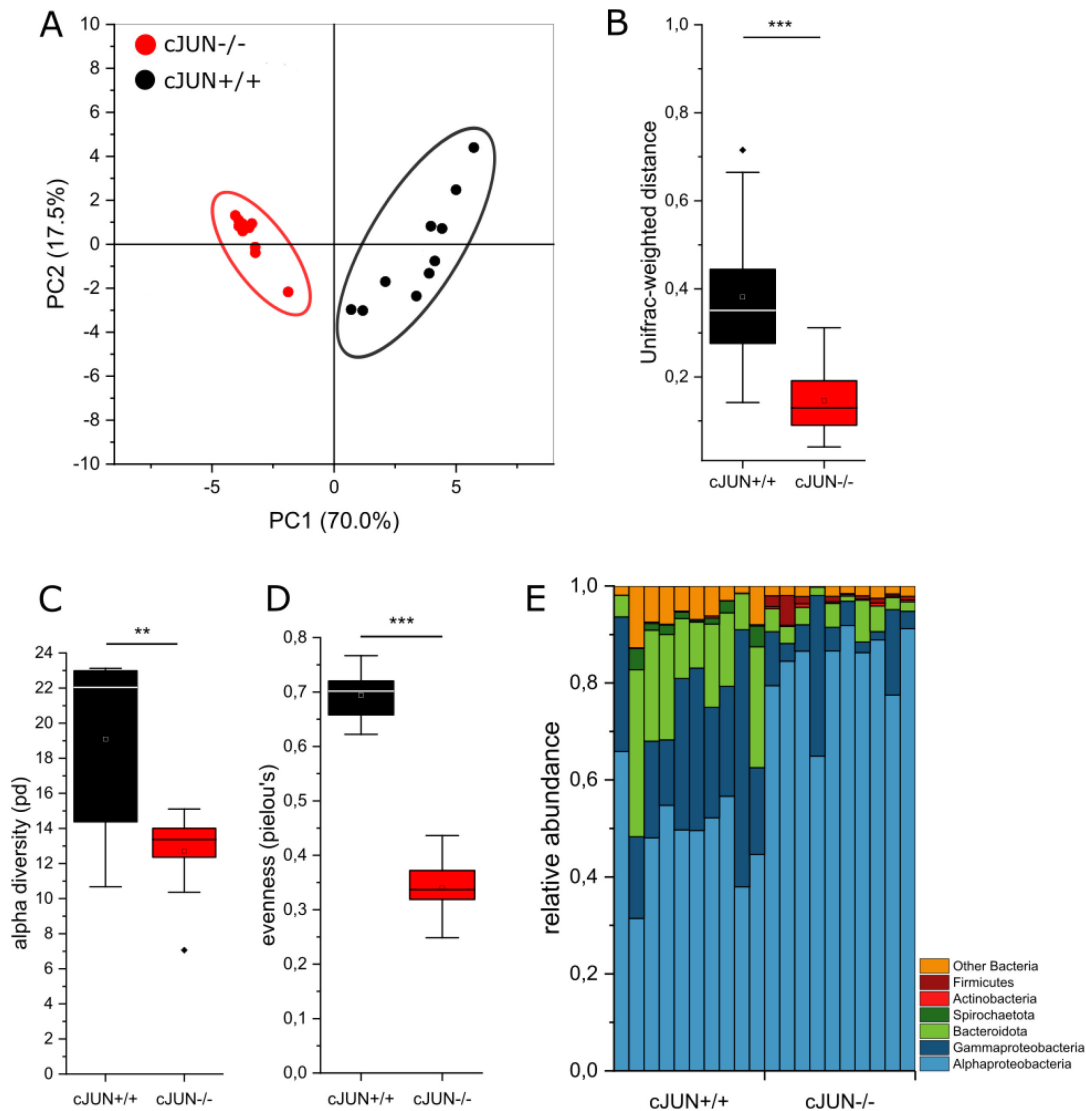 A
cJUN-/-
cJUN+/+
10
8
6
4
2
0
-2
-4
-6
-8
-10
-5
0
5
PC2 (17.5%)
PC1 (70.0%)
B
***
1,0
0,8
0,6
0,4
0,2
Unifrac-weighted distance
cJUN+/+
cJUN-/-
C
**
24
22
20
18
16
14
12
10
8
6
4
2
0
alpha diversity (pd)
cJUN+/+
cJUN-/-
D
***
0,8
0,7
0,6
0,5
0,4
0,3
0,2
0,1
0,0
evenness (pielou's)
cJUN+/+
cJUN-/-
E
1,0
0,8
0,6
0,4
0,2
0,0
relative abundance
cJUN+/+
cJUN-/-
Other Bacteria
Firmicutes
Actinobacteria
Spirochaetota
Bacteroidota
Gammaproteobacteria
Alphaproteobacteria